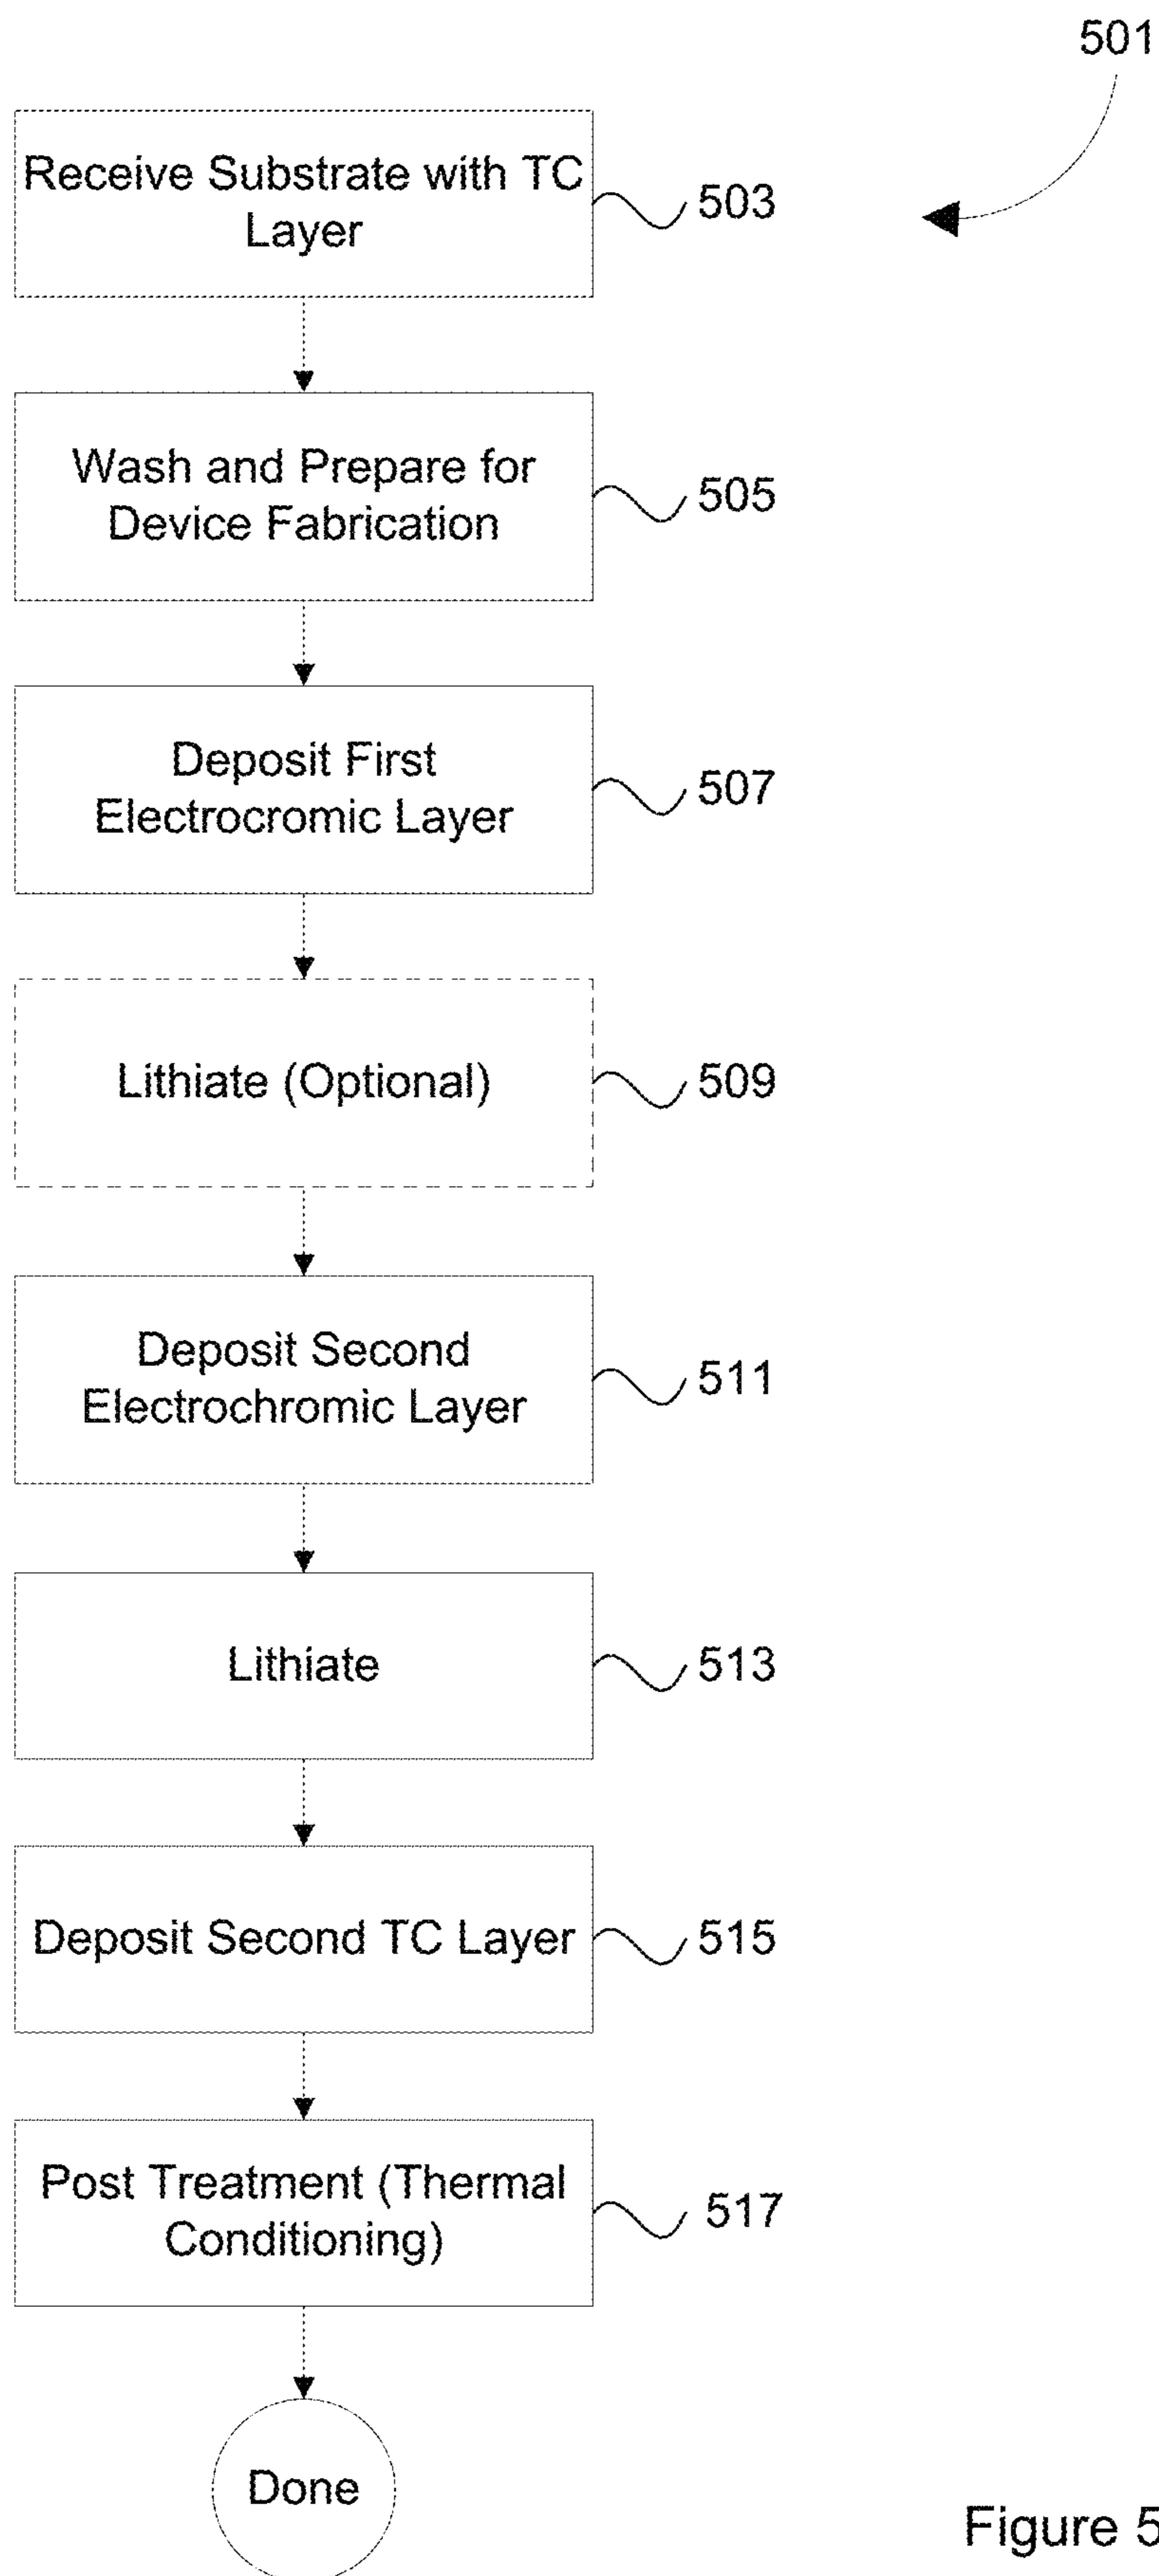 501
Receive Substrate with TC
Layer
503
Wash and Prepare for
Device Fabrication
505
Deposit First
Electrocromic Layer
507
Lithiate (Optional)
509
Deposit Second
Electrochromic Layer
511
Lithiate
513
Deposit Second TC Layer
515
Post Treatment (Thermal
Conditioning)
517
Done
Figure 5